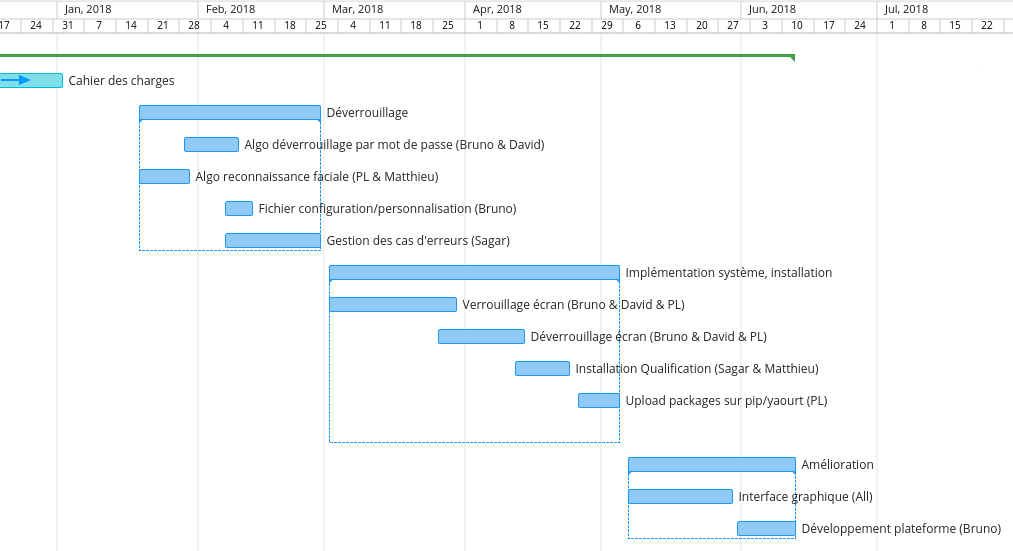 Jan, 2018 Feb, 2018 Mar, 2018 Apr, 2018 May, 2018 Jun, 2018 Jul, 2018
17 24 31 7 14 21 28 4 11 18 25 4 11 18 25 1 8 15 22 29 6 13 20 27 3 10 17 24 1 8 15 22
Cahier des charges
Déverrouillage
Algo déverrouillage par mot de passe (Bruno & David)
Algo reconnaissance faciale (PL & Matthieu)
Fichier configuration/personnalisation (Bruno)
Gestion des cas d'erreurs (Sagar)
Implémentation système, installation
Verrouillage écran (Bruno & David & PL)
Déverrouillage écran (Bruno & David & PL)
Installation Qualification (Sagar & Matthieu)
Upload packages sur pip/yaourt (PL)
Amélioration
Interface graphique (All)
Développement plateforme (Bruno)